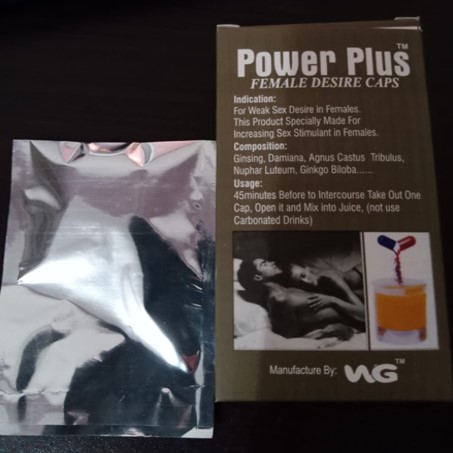 Power Plus™
FEMALE DESIRE CAPS
Indication:
For Weak Sex Desire in Females.
This Product Specially Made For
Increasing Sex Stimulant in Females.
Composition:
Ginsing, Damiana, Agnus Castus Tribulus,
Nuphar Luteum, Ginkgo Biloba......
Usage:
45minutes Before to Intercourse Take Out One
Cap, Open it and Mix into Juice, (not use
Carbonated Drinks)
Manufacture By: WG™